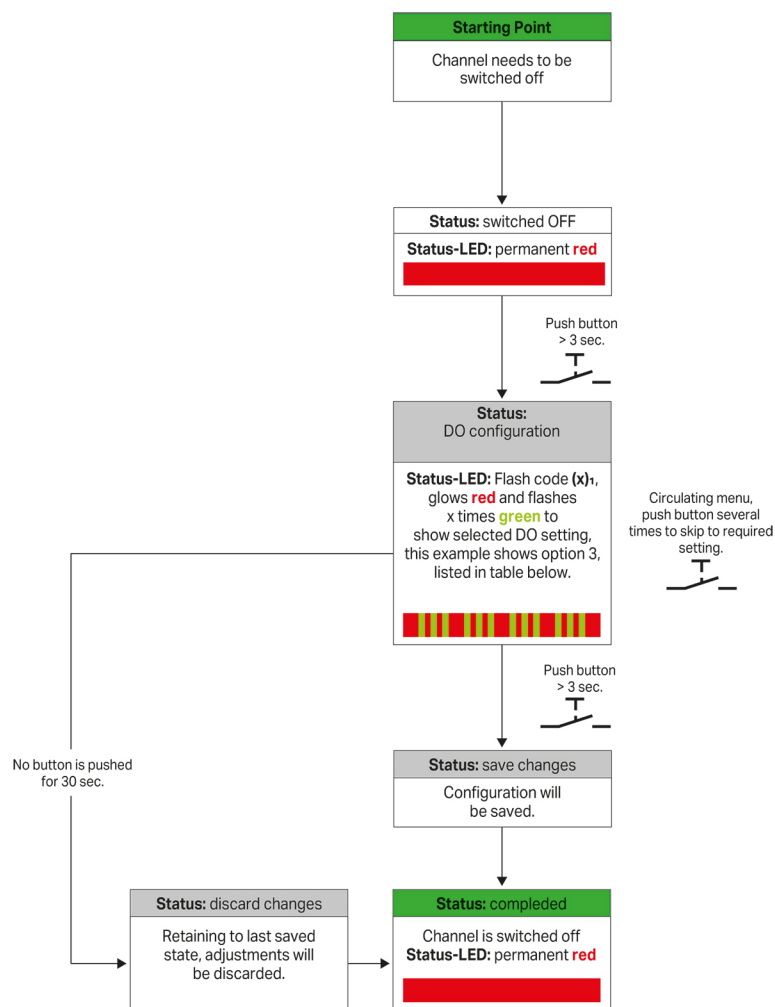 Starting Point
Channel needs to be
switched off
Status: switched OFF
Status-LED: permanent red
Push button
> 3 sec.
Status:
DO configuration
Status-LED: Flash code (x)₁,
glows red and flashes
x times green to
show selected DO setting,
this example shows option 3,
listed in table below.
Circulating menu,
push button several
times to skip to required
setting.
Push button
> 3 sec.
No button is pushed
for 30 sec.
Status: save changes
Configuration will
be saved.
Status: discard changes
Retaining to last saved
state, adjustments will
be discarded.
Status: compleded
Channel is switched off
Status-LED: permanent red